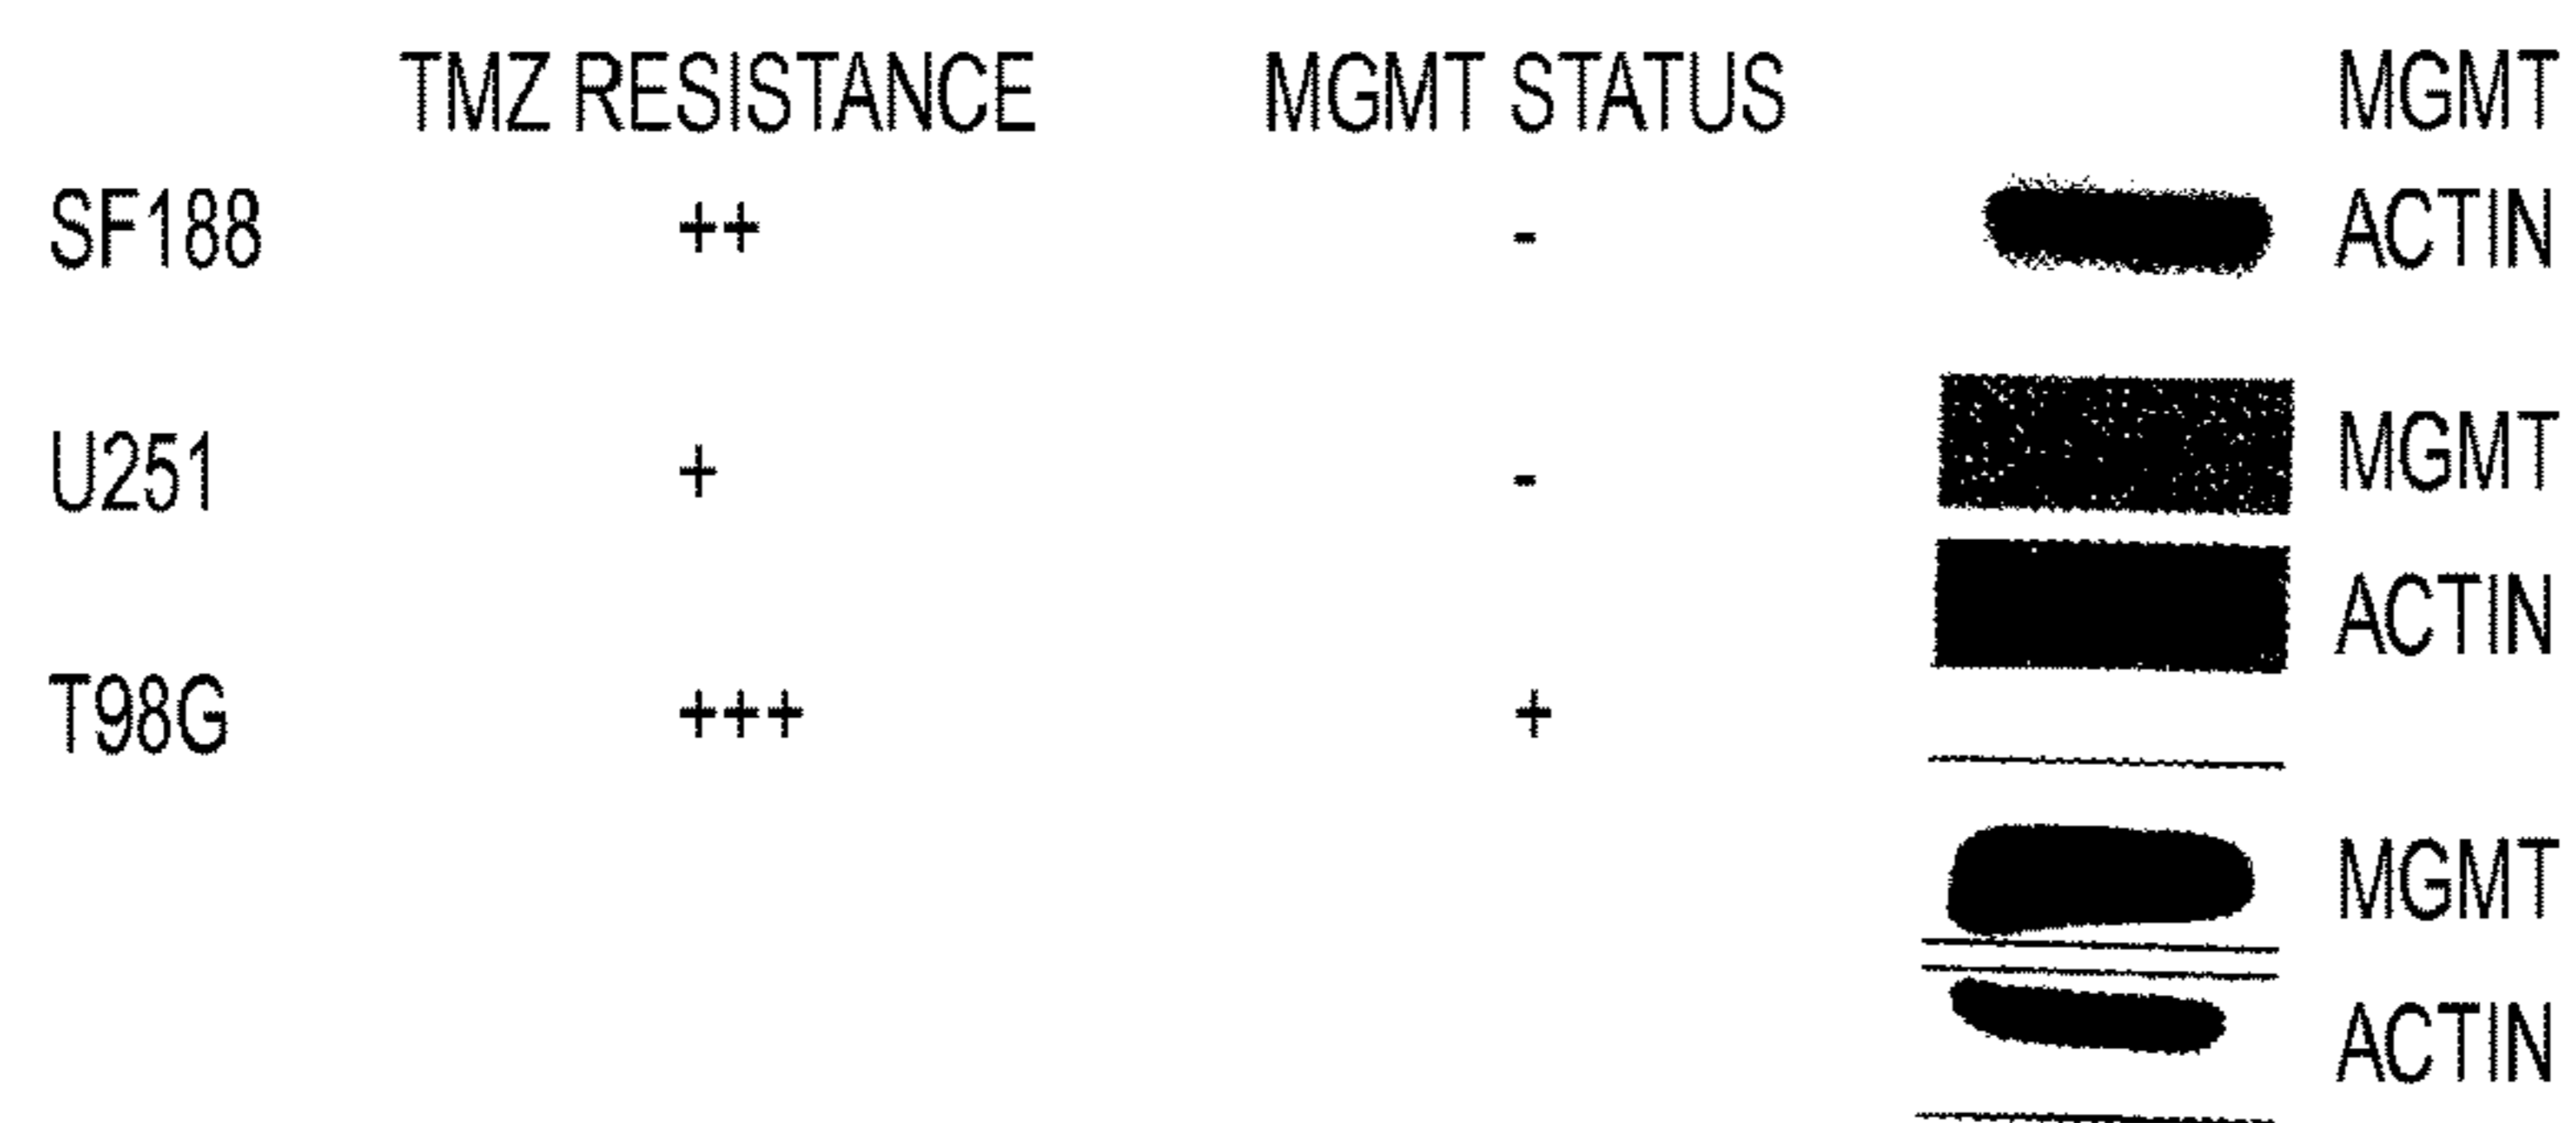 TMZ RESISTANCE MGMT STATUS MGMT
SF188 ++ - ACTIN
U251 + - MGMT
ACTIN
T98G +++ +
MGMT
ACTIN